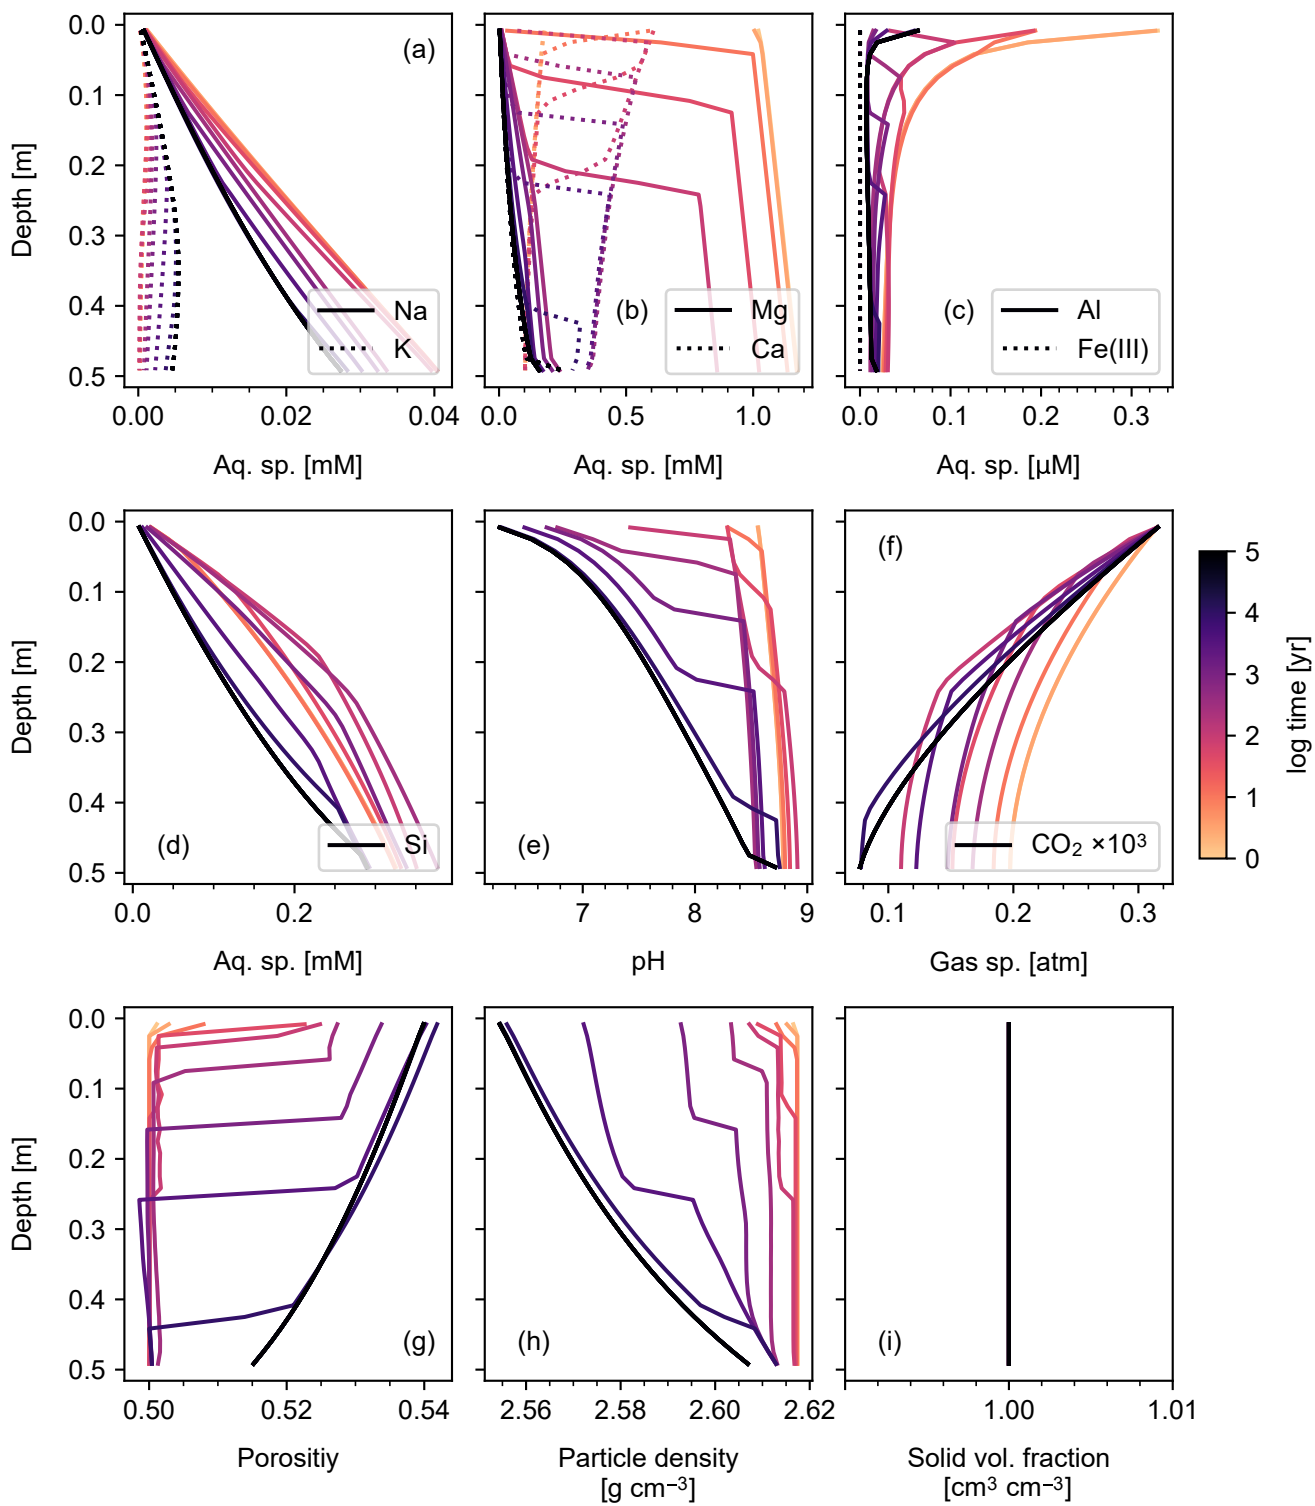 0.0
0.1
0.2
0.3
0.4
0.5
Depth [m]
(a)
Na
K
0.00
0.02
0.04
Aq. sp. [mM]
(b)
Mg
Ca
0.0
0.5
1.0
Aq. sp. [mM]
(c)
Al
Fe(III)
0.0
0.1
0.2
0.3
Aq. sp. [μM]
0.0
0.1
0.2
0.3
0.4
0.5
Depth [m]
(d)
Si
0.0
0.2
Aq. sp. [mM]
(e)
7
8
9
pH
(f)
CO₂ ×10³
0.1
0.2
0.3
Gas sp. [atm]
5
4
3
2
1
0
log time [yr]
0.0
0.1
0.2
0.3
0.4
0.5
Depth [m]
(g)
0.50
0.52
0.54
Porositiy
(h)
2.56
2.58
2.60
2.62
Particle density
[g cm⁻³]
(i)
1.00
1.01
Solid vol. fraction
[cm³ cm⁻³]